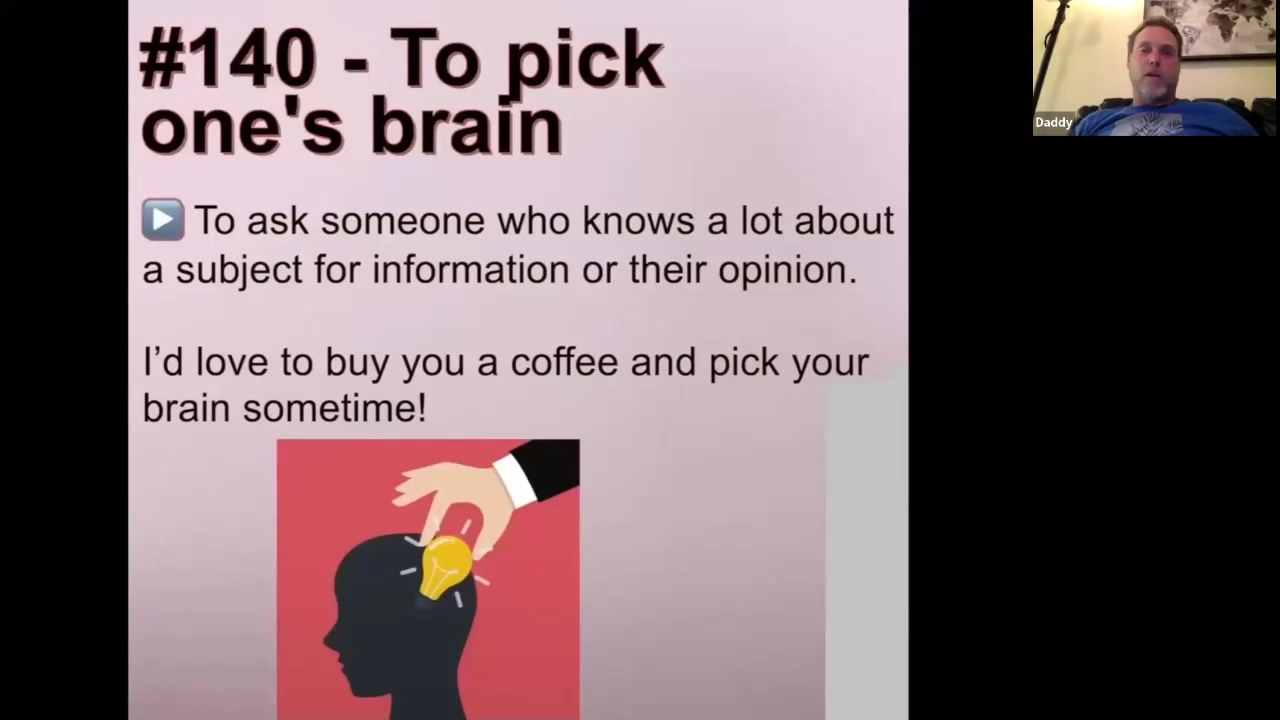 #140 - To pick
one's brain
▶️ To ask someone who knows a lot about
a subject for information or their opinion.
I’d love to buy you a coffee and pick your
brain sometime!
Daddy